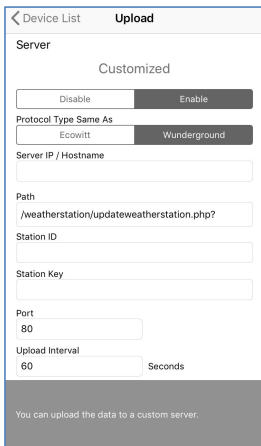 Device List Upload
Server
Customized
Disable Enable
Protocol Type Same As
Ecowitt Wunderground
Server IP / Hostname
Path
/weatherstation/updateweatherstation.php?
Station ID
Station Key
Port
80
Upload Interval
60 Seconds
You can upload the data to a custom server.